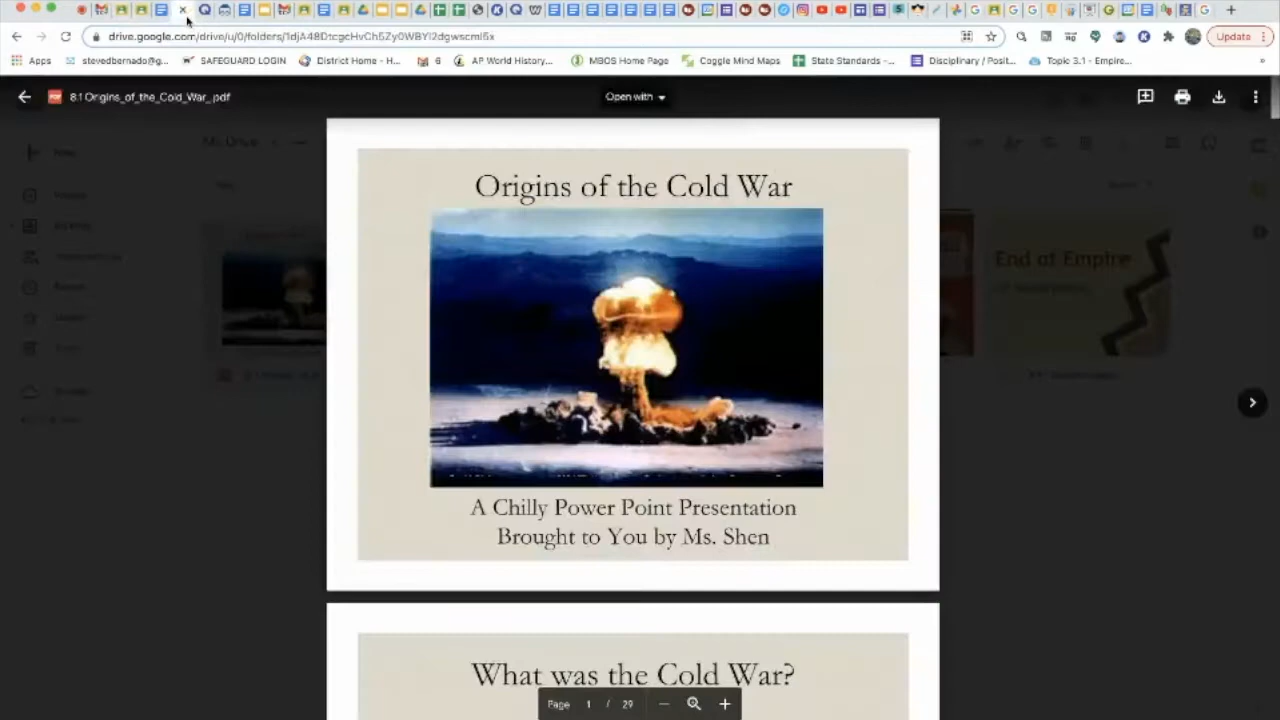 drive.google.com/drive/u/0/folders/1djA48DtcgcHvCh5Zy0WBYl2dgwscml5x
Update
Apps
stevedbernado@g...
SAFEGUARD LOGIN
District Home - H...
6
AP World History...
MBOS Home Page
Coggle Mind Maps
State Standards -...
Disciplinary / Posit...
Topic 3.1 - Empire...
»
8.1 Origins_of_the_Cold_War_.pdf
Open with
Origins of the Cold War
End of Empire
A Chilly Power Point Presentation
Brought to You by Ms. Shen
What was the Cold War?
Page 1 / 29